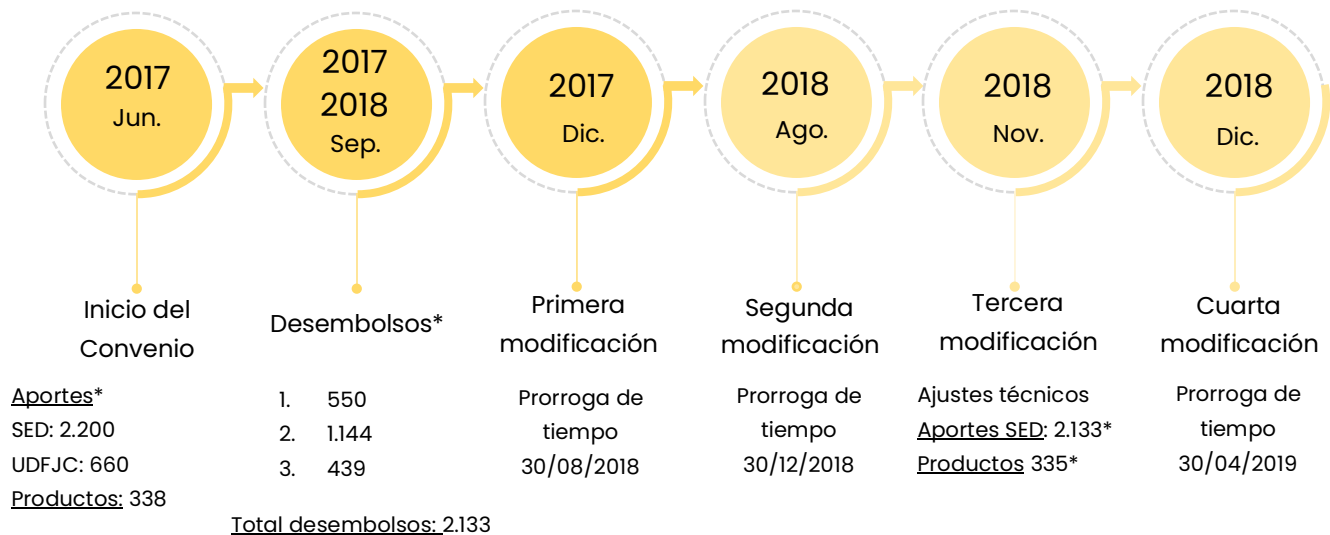 2017
Jun.
2017
2018
Sep.
2017
Dic.
2018
Ago.
2018
Nov.
2018
Dic.
Inicio del
Convenio
Aportes*
SED: 2.200
UDFJC: 660
Productos: 338
Desembolsos*
1. 550
2. 1.144
3. 439
Total desembolsos: 2.133
Primera
modificación
Prorroga de
tiempo
30/08/2018
Segunda
modificación
Prorroga de
tiempo
30/12/2018
Tercera
modificación
Ajustes técnicos
Aportes SED: 2.133*
Productos 335*
Cuarta
modificación
Prorroga de
tiempo
30/04/2019